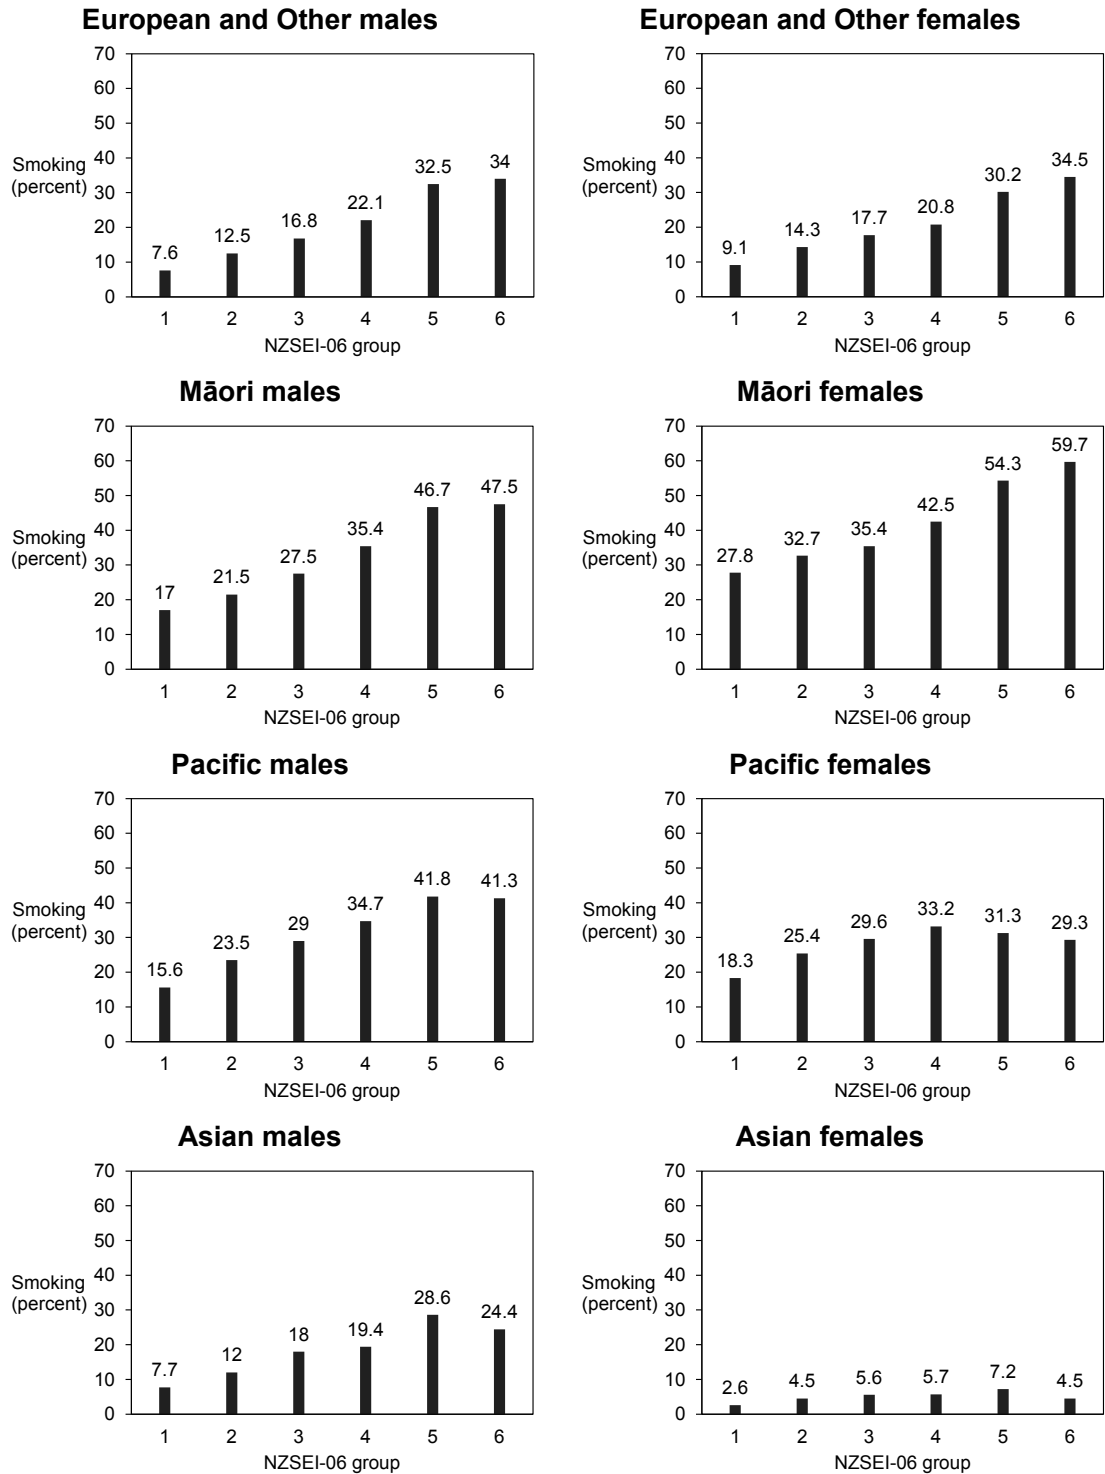 European and Other males
70
60
50
40
30
20
10
0
Smoking
(percent)
7.6
12.5
16.8
22.1
32.5
34
1 2 3 4 5 6
NZSEI-06 group
European and Other females
70
60
50
40
30
20
10
0
Smoking
(percent)
9.1
14.3
17.7
20.8
30.2
34.5
1 2 3 4 5 6
NZSEI-06 group
Māori males
70
60
50
40
30
20
10
0
Smoking
(percent)
17
21.5
27.5
35.4
46.7
47.5
1 2 3 4 5 6
NZSEI-06 group
Māori females
70
60
50
40
30
20
10
0
Smoking
(percent)
27.8
32.7
35.4
42.5
54.3
59.7
1 2 3 4 5 6
NZSEI-06 group
Pacific males
70
60
50
40
30
20
10
0
Smoking
(percent)
15.6
23.5
29
34.7
41.8
41.3
1 2 3 4 5 6
NZSEI-06 group
Pacific females
70
60
50
40
30
20
10
0
Smoking
(percent)
18.3
25.4
29.6
33.2
31.3
29.3
1 2 3 4 5 6
NZSEI-06 group
Asian males
70
60
50
40
30
20
10
0
Smoking
(percent)
7.7
12
18
19.4
28.6
24.4
1 2 3 4 5 6
NZSEI-06 group
Asian females
70
60
50
40
30
20
10
0
Smoking
(percent)
2.6
4.5
5.6
5.7
7.2
4.5
1 2 3 4 5 6
NZSEI-06 group